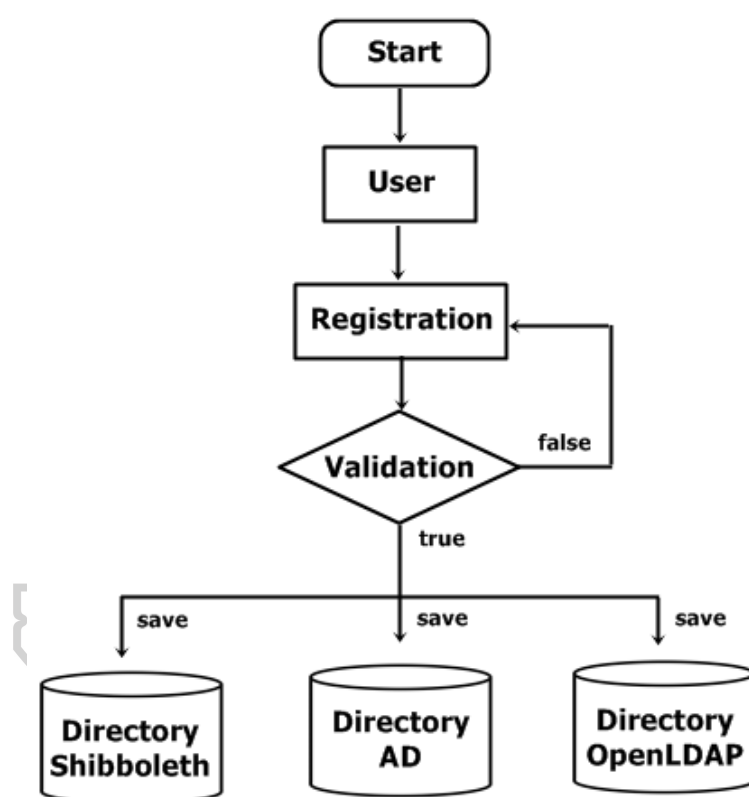 Start
User
Registration
false
Validation
true
save
save
save
Directory
Shibboleth
Directory
AD
Directory
OpenLDAP